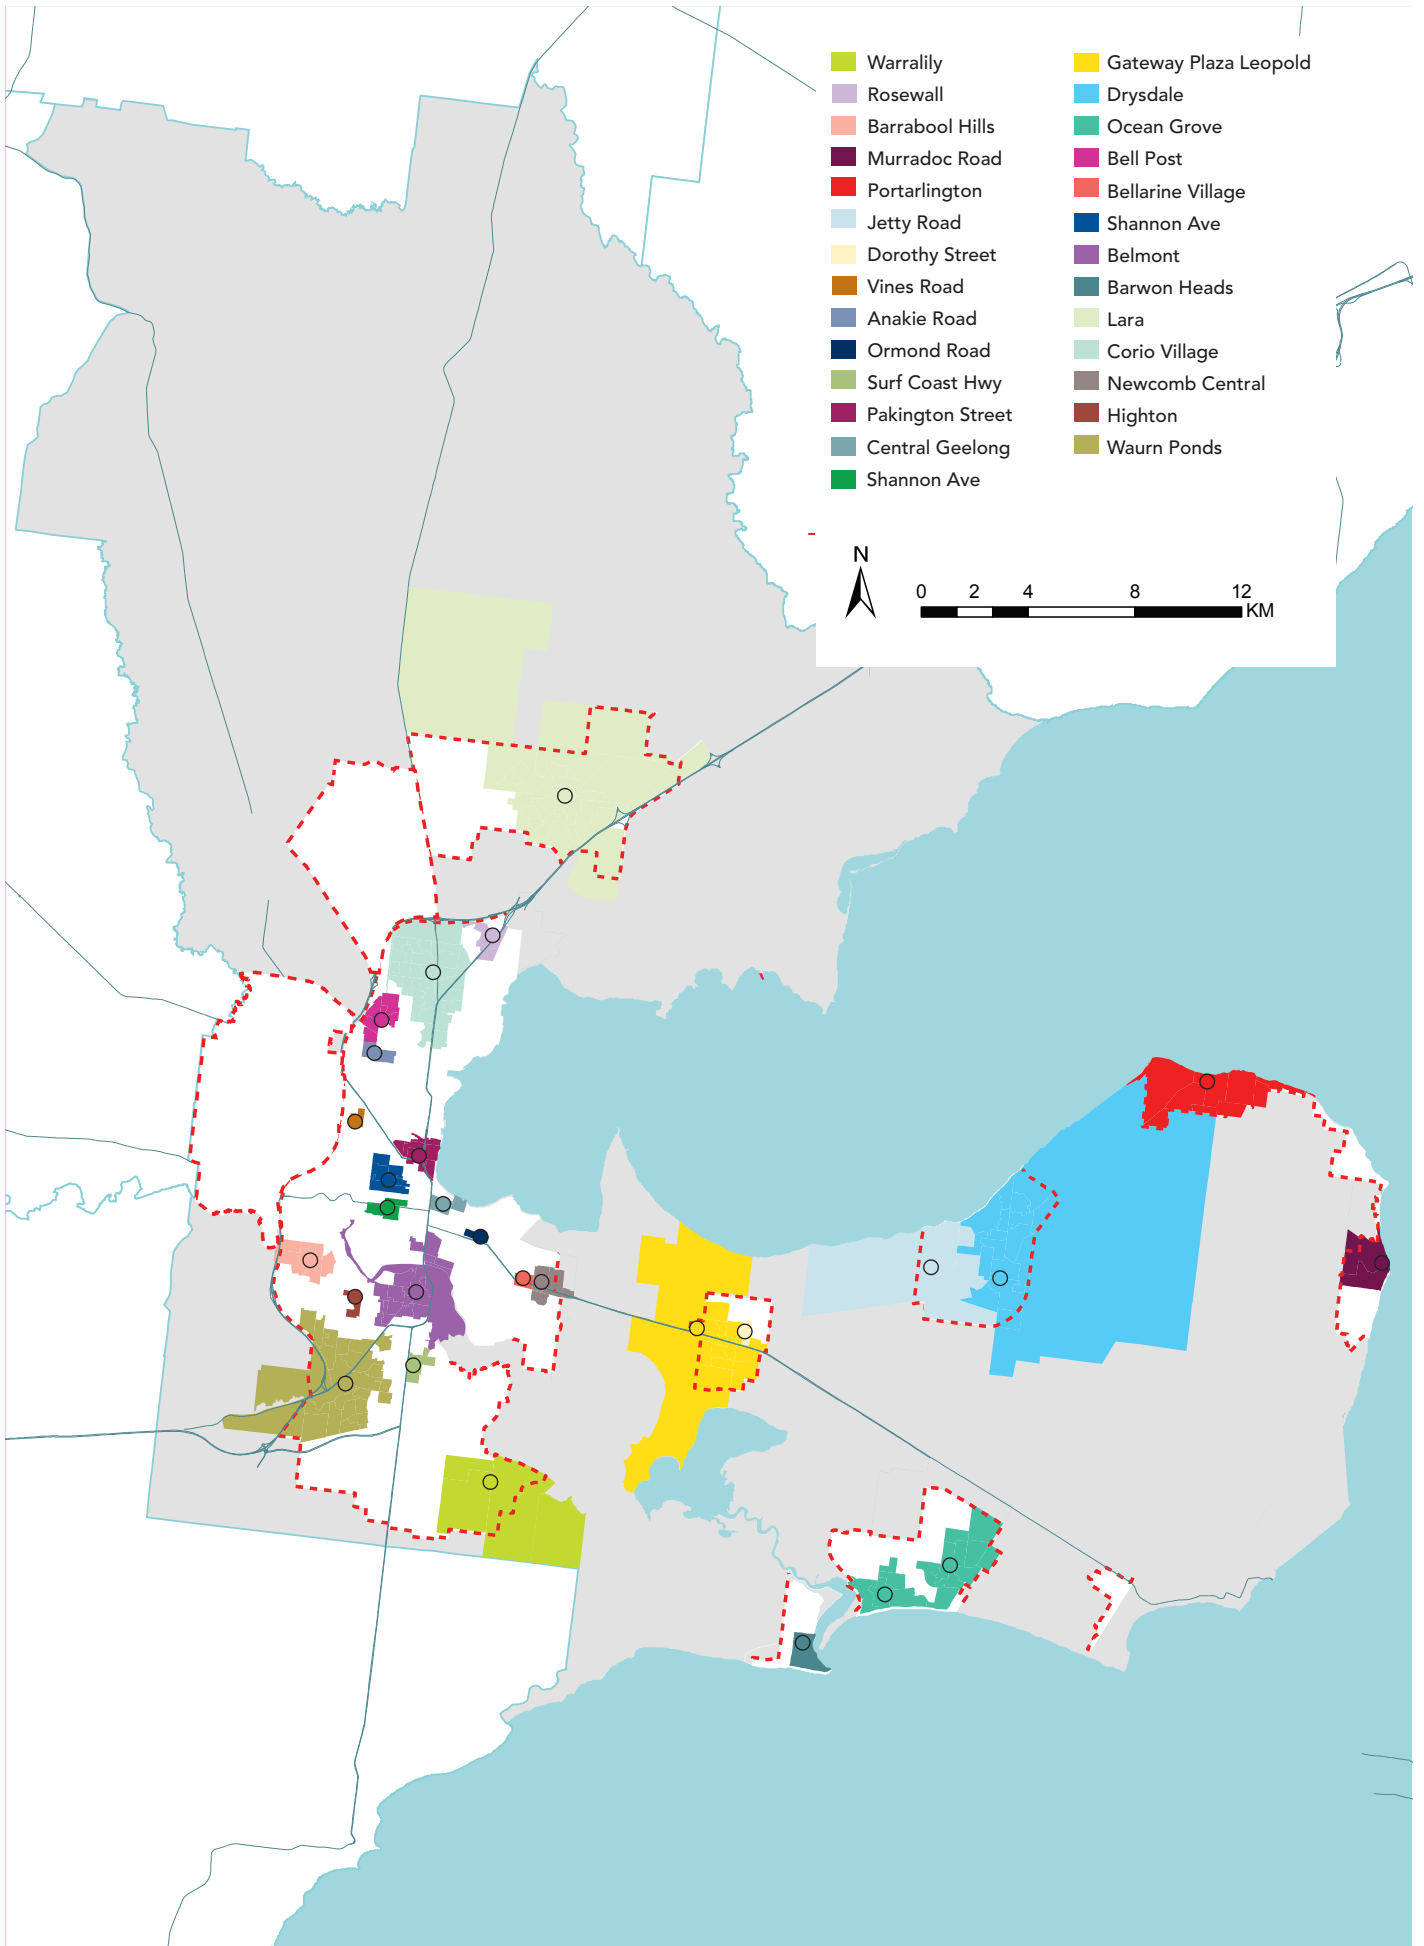 Warralily
Rosewall
Barrabool Hills
Murradoc Road
Portarlington
Jetty Road
Dorothy Street
Vines Road
Anakie Road
Ormond Road
Surf Coast Hwy
Pakington Street
Central Geelong
Shannon Ave
Gateway Plaza Leopold
Drysdale
Ocean Grove
Bell Post
Bellarine Village
Shannon Ave
Belmont
Barwon Heads
Lara
Corio Village
Newcomb Central
Highton
Waurn Ponds
N
0 2 4 8 12
KM